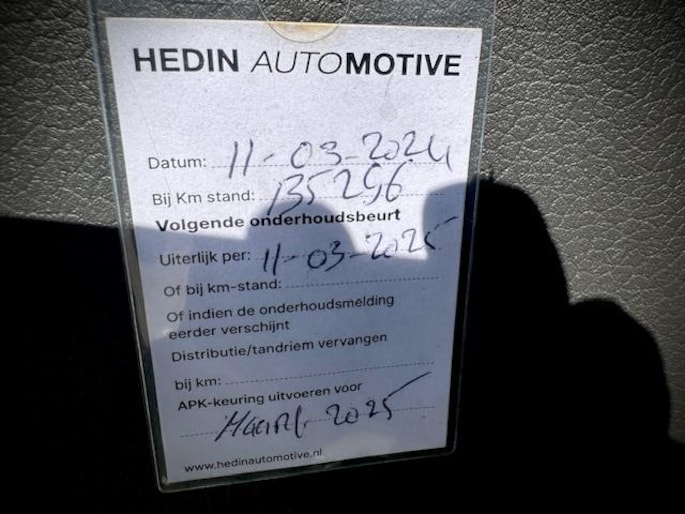 HEDIN AUTOMOTIVE
Datum: 11-03-2024
Bij Km stand: 135296
Volgende onderhoudsbeurt
Uiterlijk per: 11-03-2025
Of bij km-stand:
Of indien de onderhoudsmelding
eerder verschijnt
Distributie/tandriem vervangen
bij km:
APK-keuring uitvoeren voor
Maart 2025
www.hedinautomotive.nl